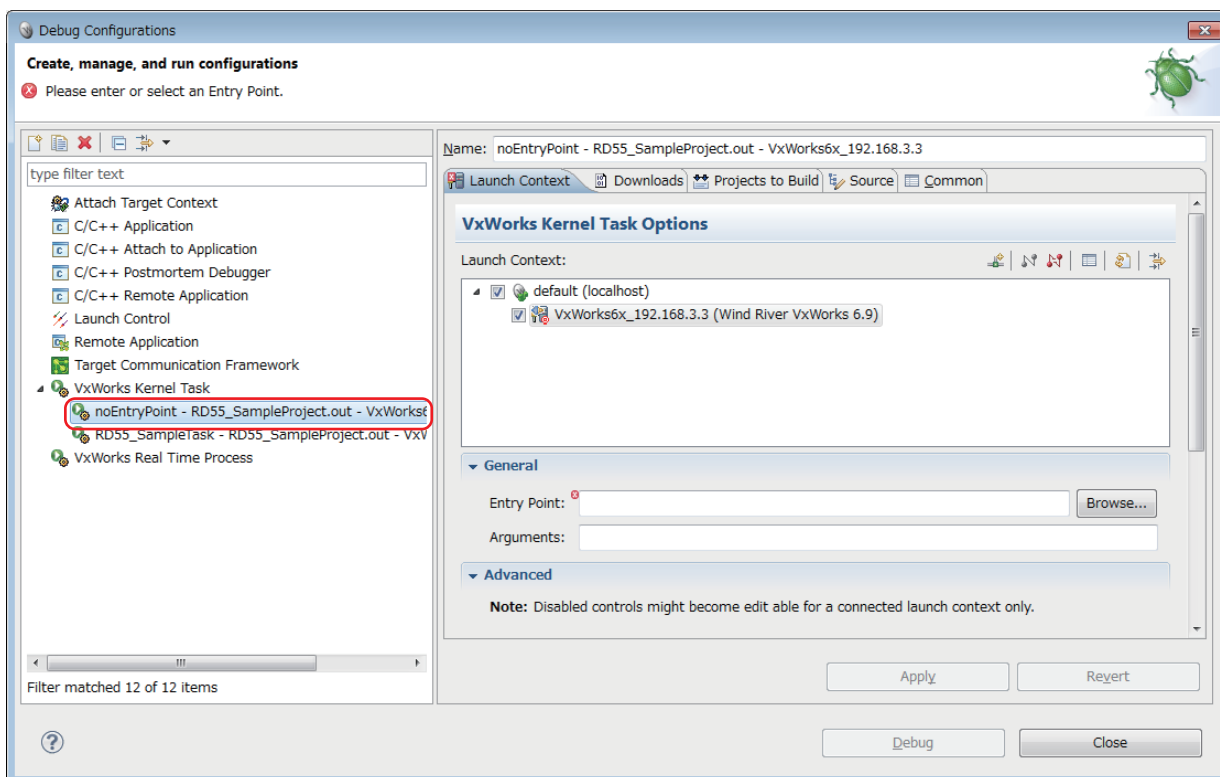 Debug Configurations
Create, manage, and run configurations
Please enter or select an Entry Point.
type filter text
Attach Target Context
C/C++ Application
C/C++ Attach to Application
C/C++ Postmortem Debugger
C/C++ Remote Application
Launch Control
Remote Application
Target Communication Framework
VxWorks Kernel Task
noEntryPoint - RD55_SampleProject.out - VxWorks6
RD55_SampleTask - RD55_SampleProject.out - VxW
VxWorks Real Time Process
Filter matched 12 of 12 items
Name: noEntryPoint - RD55_SampleProject.out - VxWorks6x_192.168.3.3
Launch Context Downloads Projects to Build Source Common
VxWorks Kernel Task Options
Launch Context:
default (localhost)
VxWorks6x_192.168.3.3 (Wind River VxWorks 6.9)
General
Entry Point: Browse...
Arguments:
Advanced
Note: Disabled controls might become edit able for a connected launch context only.
Apply Revert
Debug Close